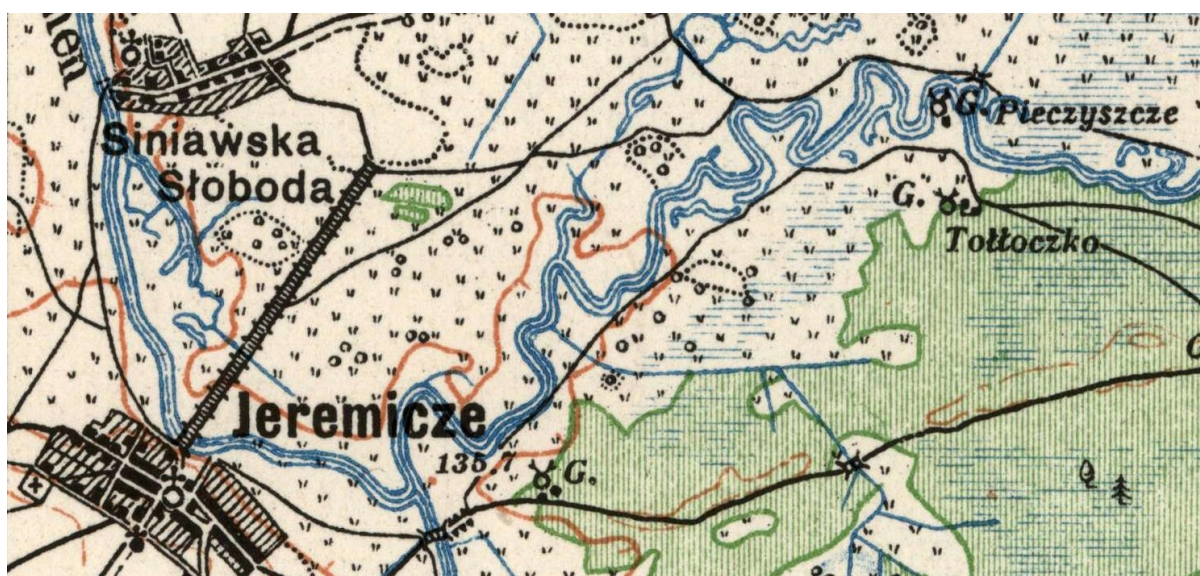 Siniawska
Słoboda
G. Pieczyszcze
G.
Tołłoczko
Jeremicze
135,7
G.